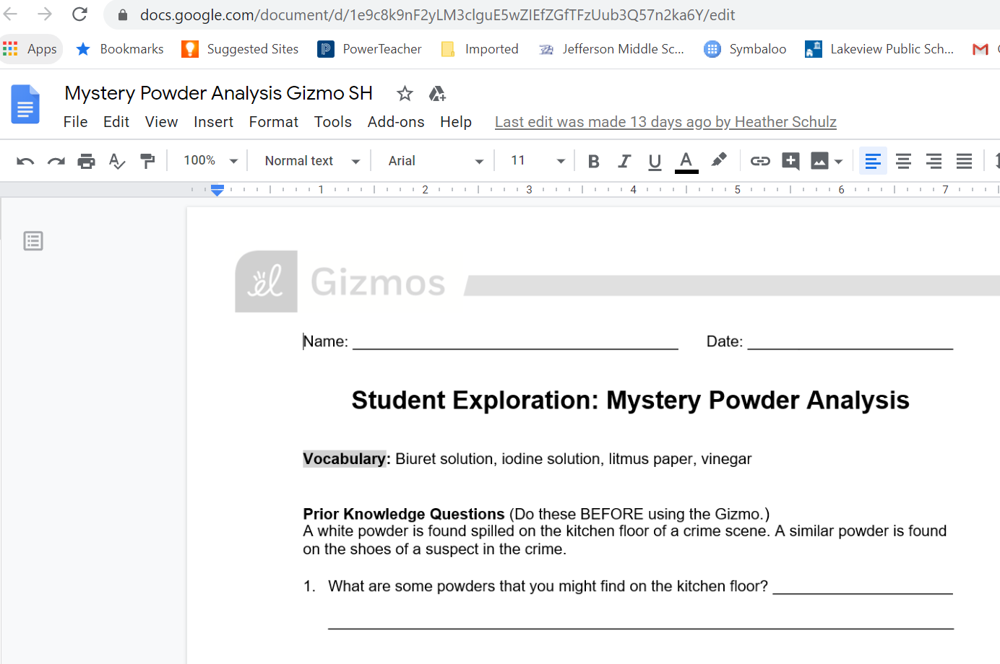 docs.google.com/document/d/1e9c8k9nF2yLM3clguE5wZIEfZGfTFzUub3Q57n2ka6Y/edit
Apps Bookmarks Suggested Sites PowerTeacher Imported Jefferson Middle Sc... Symbaloo Lakeview Public Sch...
Mystery Powder Analysis Gizmo SH
File Edit View Insert Format Tools Add-ons Help Last edit was made 13 days ago by Heather Schulz
100% Normal text Arial 11 B I U A
1 2 3 4 5 6 7
el Gizmos
Name: Date:
Student Exploration: Mystery Powder Analysis
Vocabulary: Biuret solution, iodine solution, litmus paper, vinegar
Prior Knowledge Questions (Do these BEFORE using the Gizmo.)
A white powder is found spilled on the kitchen floor of a crime scene. A similar powder is found
on the shoes of a suspect in the crime.
1. What are some powders that you might find on the kitchen floor?